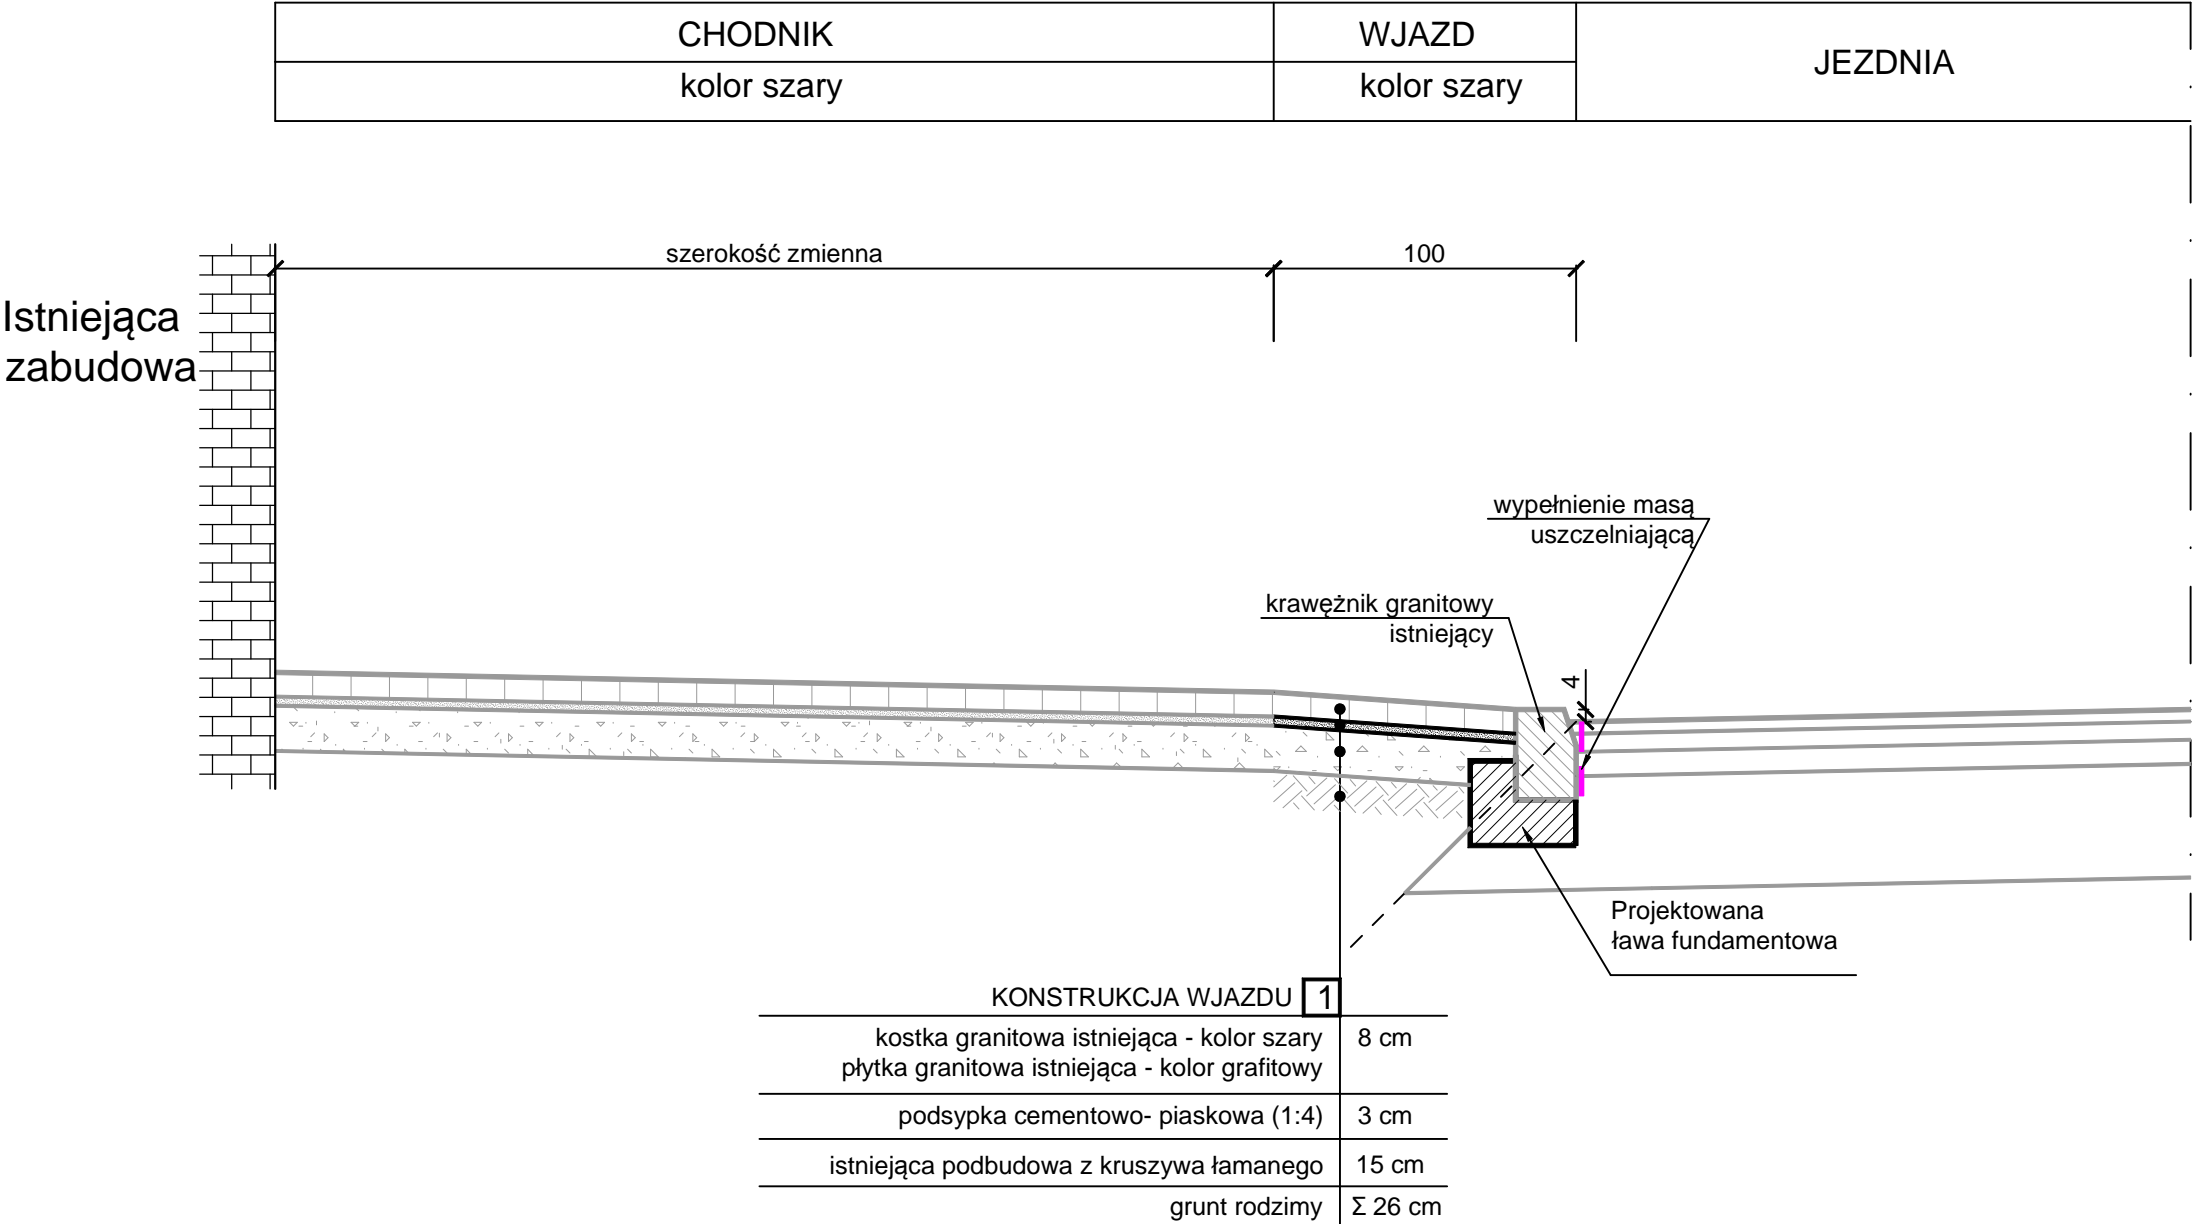 CHODNIK
WJAZD
JEZDNIA
kolor szary
kolor szary
szerokość zmienna
100
Istniejąca
zabudowa
wypełnienie masą
uszczelniającą
krawężnik granitowy
istniejący
4
Projektowana
ława fundamentowa
KONSTRUKCJA WJAZDU 1
kostka granitowa istniejąca - kolor szary 8 cm
płytka granitowa istniejąca - kolor grafitowy
podsypka cementowo- piaskowa (1:4) 3 cm
istniejąca podbudowa z kruszywa łamanego 15 cm
grunt rodzimy Σ 26 cm